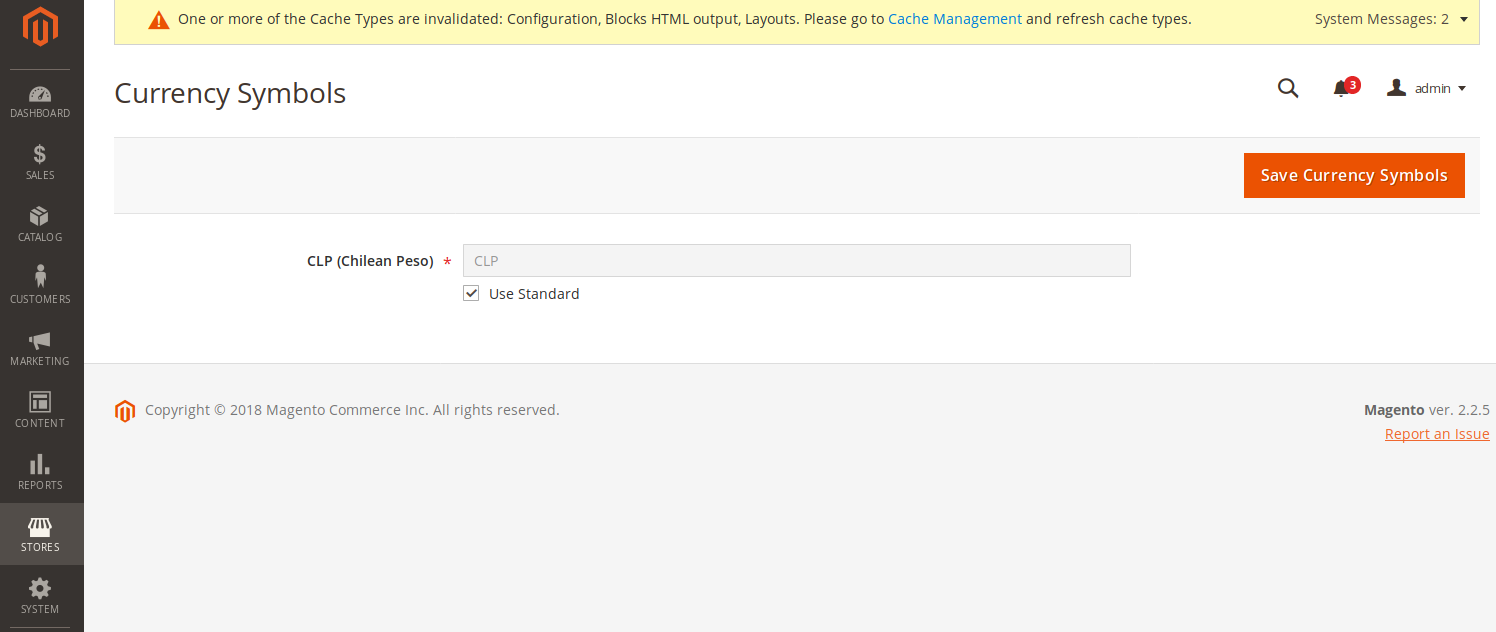 One or more of the Cache Types are invalidated: Configuration, Blocks HTML output, Layouts. Please go to Cache Management and refresh cache types.
System Messages: 2
Currency Symbols
3
admin
Save Currency Symbols
CLP (Chilean Peso) *
CLP
Use Standard
DASHBOARD
$
SALES
CATALOG
CUSTOMERS
MARKETING
CONTENT
REPORTS
STORES
SYSTEM
Copyright © 2018 Magento Commerce Inc. All rights reserved.
Magento ver. 2.2.5
Report an Issue